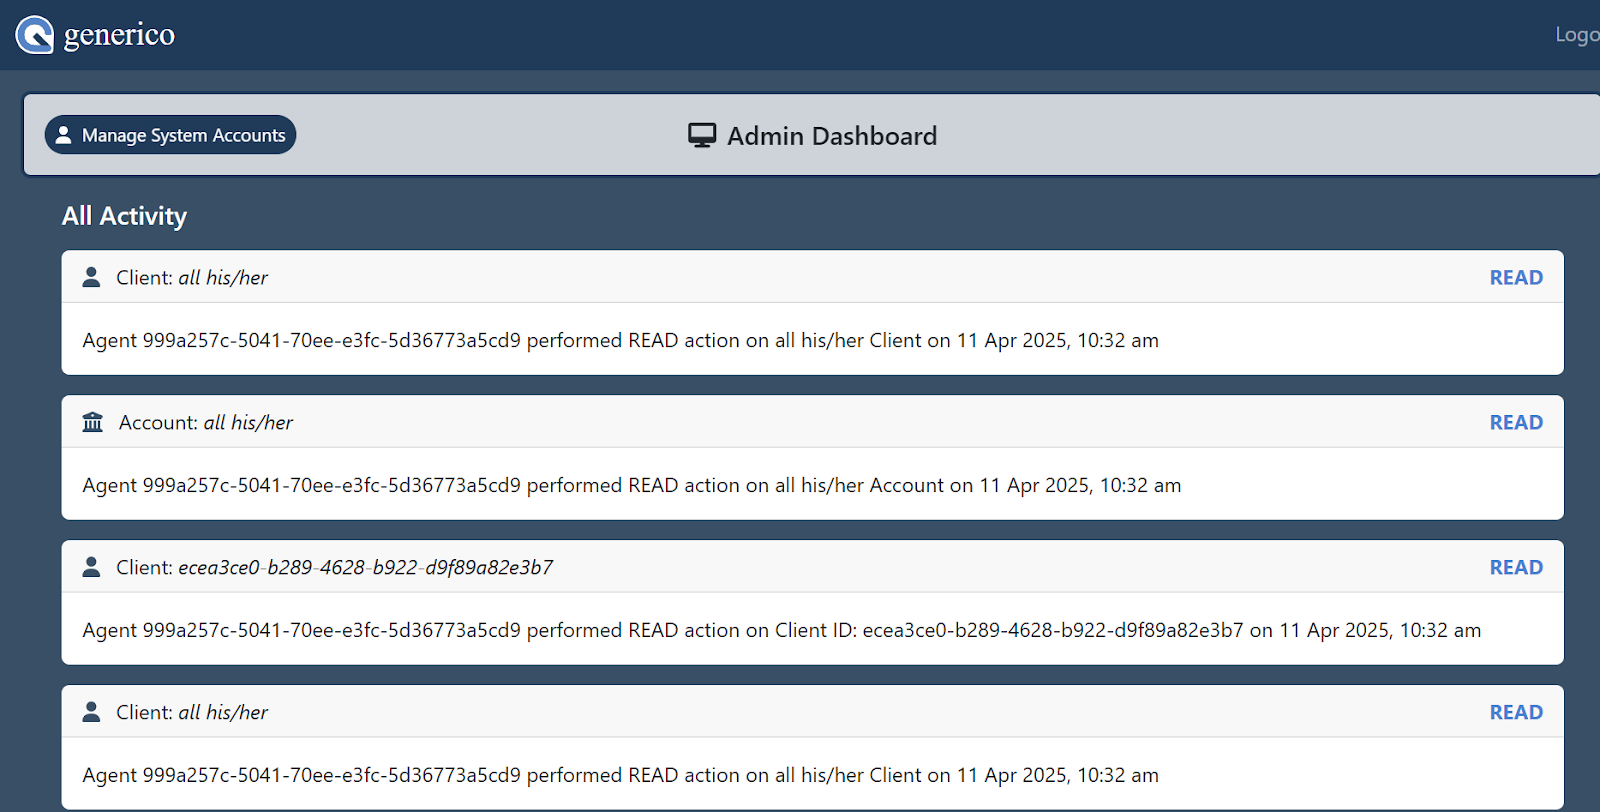 generico
Logo
Manage System Accounts
Admin Dashboard
All Activity
Client: all his/her
READ
Agent 999a257c-5041-70ee-e3fc-5d36773a5cd9 performed READ action on all his/her Client on 11 Apr 2025, 10:32 am
Account: all his/her
READ
Agent 999a257c-5041-70ee-e3fc-5d36773a5cd9 performed READ action on all his/her Account on 11 Apr 2025, 10:32 am
Client: ecea3ce0-b289-4628-b922-d9f89a82e3b7
READ
Agent 999a257c-5041-70ee-e3fc-5d36773a5cd9 performed READ action on Client ID: ecea3ce0-b289-4628-b922-d9f89a82e3b7 on 11 Apr 2025, 10:32 am
Client: all his/her
READ
Agent 999a257c-5041-70ee-e3fc-5d36773a5cd9 performed READ action on all his/her Client on 11 Apr 2025, 10:32 am